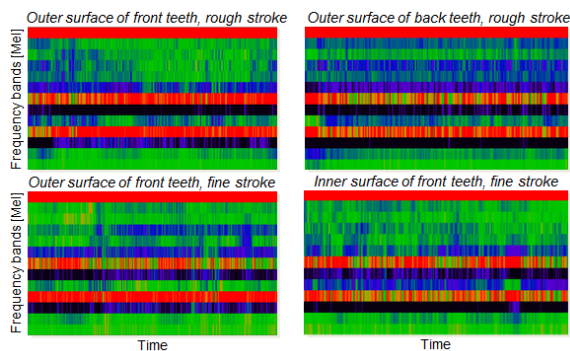 Outer surface of front teeth, rough stroke
Outer surface of back teeth, rough stroke
Frequency bands [Mel]
Outer surface of front teeth, fine stroke
Inner surface of front teeth, fine stroke
Frequency bands [Mel]
Time
Time